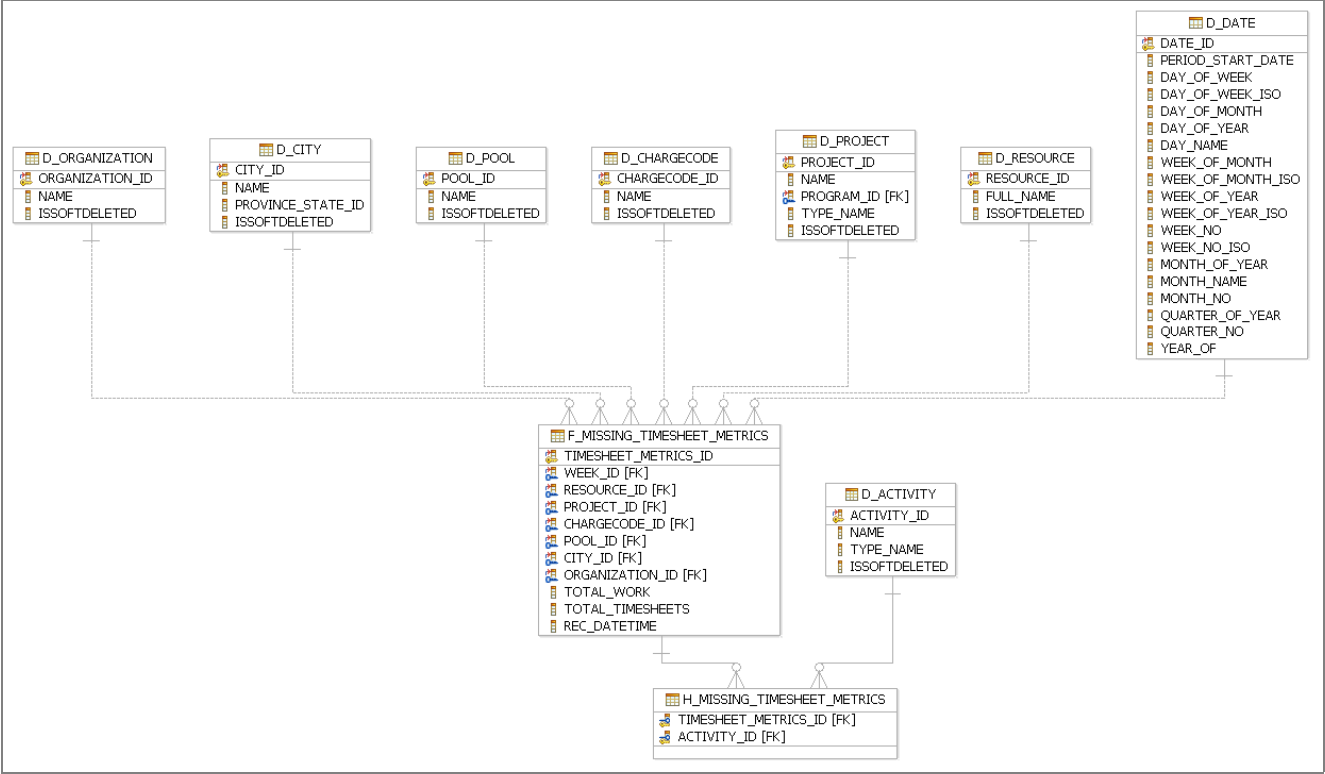 D_DATE
DATE_ID
PERIOD_START_DATE
DAY_OF_WEEK
DAY_OF_WEEK_ISO
DAY_OF_MONTH
DAY_OF_YEAR
DAY_NAME
WEEK_OF_MONTH
WEEK_OF_MONTH_ISO
WEEK_OF_YEAR
WEEK_OF_YEAR_ISO
WEEK_NO
WEEK_NO_ISO
MONTH_OF_YEAR
MONTH_NAME
MONTH_NO
QUARTER_OF_YEAR
QUARTER_NO
YEAR_OF
D_ORGANIZATION
ORGANIZATION_ID
NAME
ISSOFTDELETED
D_CITY
CITY_ID
NAME
PROVINCE_STATE_ID
ISSOFTDELETED
D_POOL
POOL_ID
NAME
ISSOFTDELETED
D_CHARGECODE
CHARGECODE_ID
NAME
ISSOFTDELETED
D_PROJECT
PROJECT_ID
NAME
PROGRAM_ID [FK]
TYPE_NAME
ISSOFTDELETED
D_RESOURCE
RESOURCE_ID
FULL_NAME
ISSOFTDELETED
F_MISSING_TIMESHEET_METRICS
TIMESHEET_METRICS_ID
WEEK_ID [FK]
RESOURCE_ID [FK]
PROJECT_ID [FK]
CHARGECODE_ID [FK]
POOL_ID [FK]
CITY_ID [FK]
ORGANIZATION_ID [FK]
TOTAL_WORK
TOTAL_TIMESHEETS
REC_DATETIME
D_ACTIVITY
ACTIVITY_ID
NAME
TYPE_NAME
ISSOFTDELETED
H_MISSING_TIMESHEET_METRICS
TIMESHEET_METRICS_ID [FK]
ACTIVITY_ID [FK]